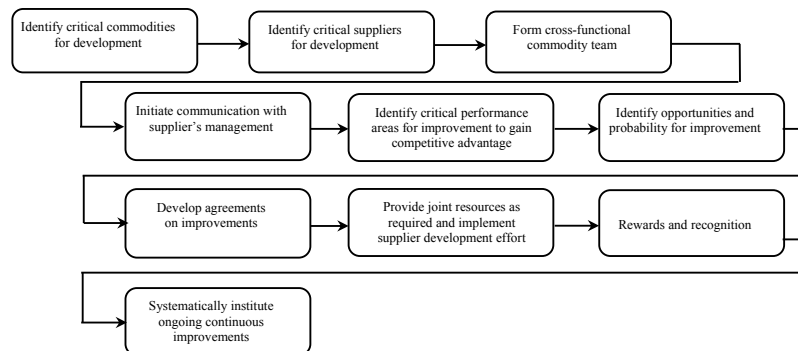 Identify critical commodities
for development
Identify critical suppliers
for development
Form cross-functional
commodity team
Initiate communication with
supplier’s management
Identify critical performance
areas for improvement to gain
competitive advantage
Identify opportunities and
probability for improvement
Develop agreements
on improvements
Provide joint resources as
required and implement
supplier development effort
Rewards and recognition
Systematically institute
ongoing continuous
improvements